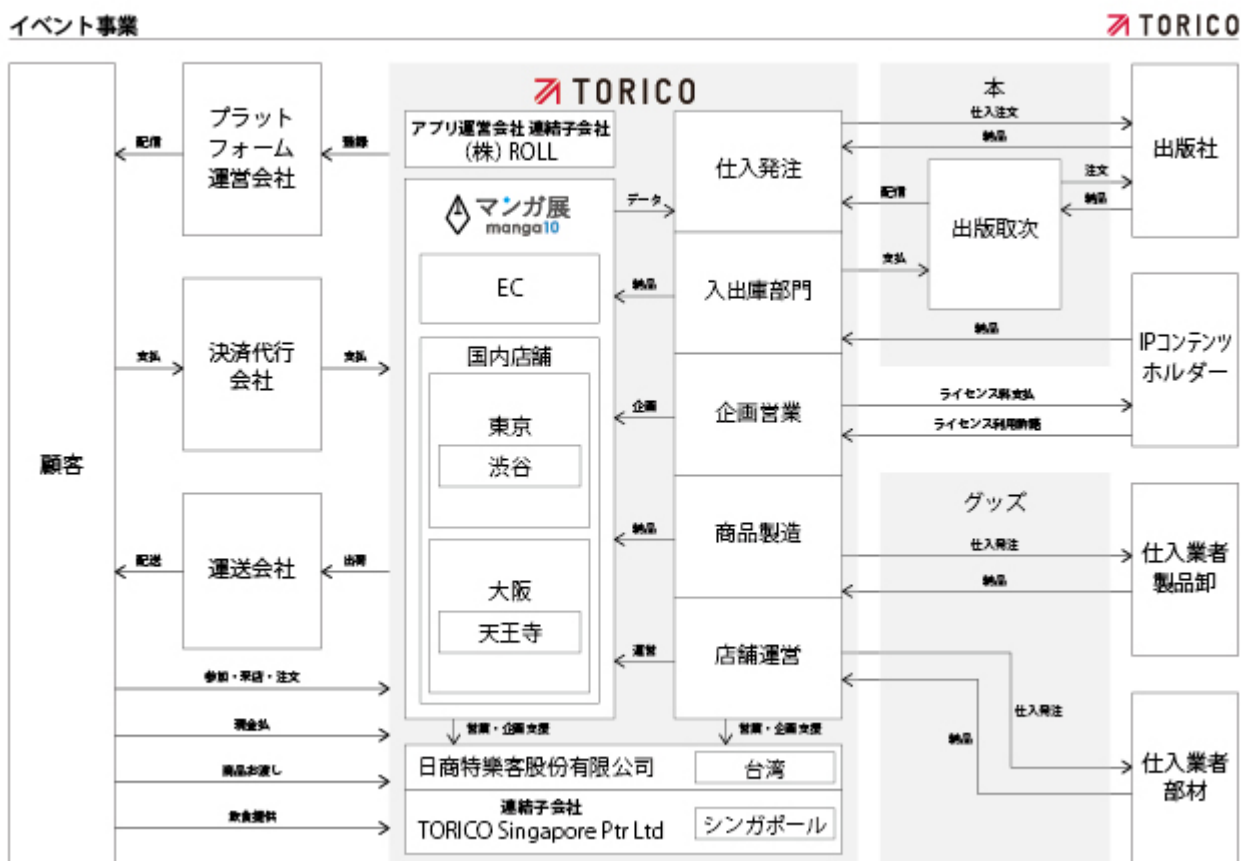 イベント事業
TORICO
顧客
配信
プラット
フォーム
運営会社
登録
支払
決済代行
会社
支払
配送
運送会社
出荷
参加・来店・注文
現金払
商品お渡し
飲食提供
TORICO
アプリ運営会社 連結子会社
(株) ROLL
マンガ展
manga10
EC
国内店舗
東京
渋谷
大阪
天王寺
データ
納品
企画
納品
運営
仕入発注
入出庫部門
企画営業
商品製造
店舗運営
営業・企画支援
営業・企画支援
日商特樂客股份有限公司
台湾
連結子会社
TORICO Singapore Ptr Ltd
シンガポール
本
仕入注文
納品
配信
支払
出版取次
注文
納品
納品
ライセンス料支払
ライセンス利用許諾
グッズ
仕入発注
納品
仕入発注
納品
出版社
IPコンテンツ
ホルダー
仕入業者
製品卸
仕入業者
部材